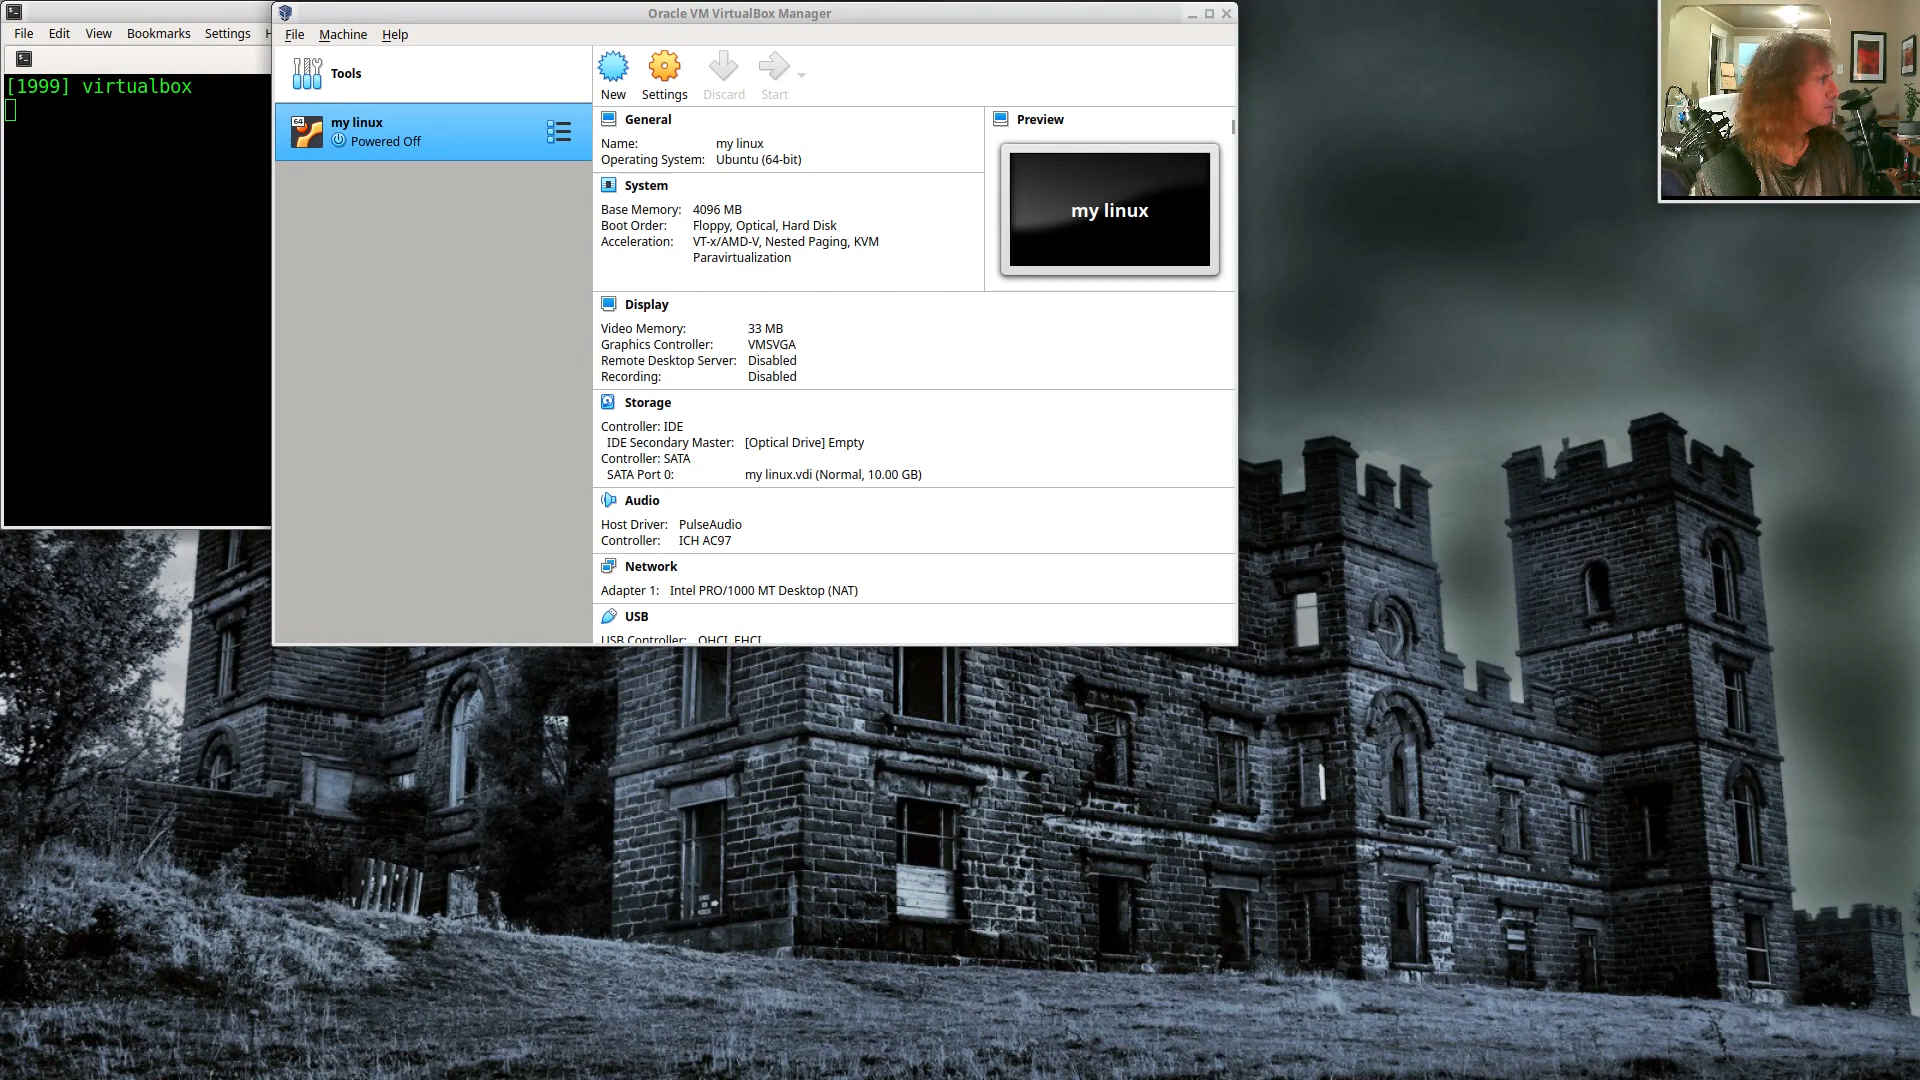 File Edit View Bookmarks Settings H
[1999] virtualbox
Oracle VM VirtualBox Manager
File Machine Help
Tools
New Settings Discard Start
64
my linux
Powered Off
General
Name: my linux
Operating System: Ubuntu (64-bit)
System
Base Memory: 4096 MB
Boot Order: Floppy, Optical, Hard Disk
Acceleration: VT-x/AMD-V, Nested Paging, KVM
Paravirtualization
Preview
my linux
Display
Video Memory: 33 MB
Graphics Controller: VMSVGA
Remote Desktop Server: Disabled
Recording: Disabled
Storage
Controller: IDE
IDE Secondary Master: [Optical Drive] Empty
Controller: SATA
SATA Port 0: my linux.vdi (Normal, 10.00 GB)
Audio
Host Driver: PulseAudio
Controller: ICH AC97
Network
Adapter 1: Intel PRO/1000 MT Desktop (NAT)
USB
USB Controller: OHCI, EHCI